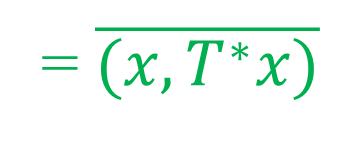 = \overline{(x, T^*x)}